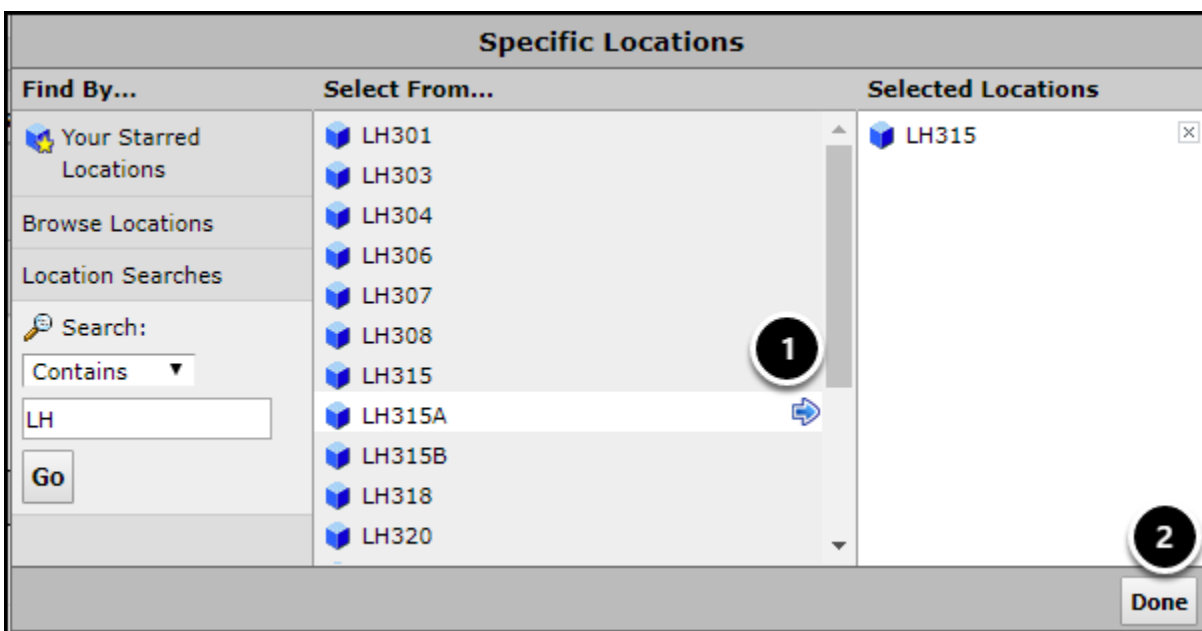 Specific Locations
Find By...
Select From...
Selected Locations
Your Starred
Locations
Browse Locations
Location Searches
Search:
Contains
LH
Go
LH301
LH303
LH304
LH306
LH307
LH308
LH315
LH315A
LH315B
LH318
LH320
1
LH315
2
Done